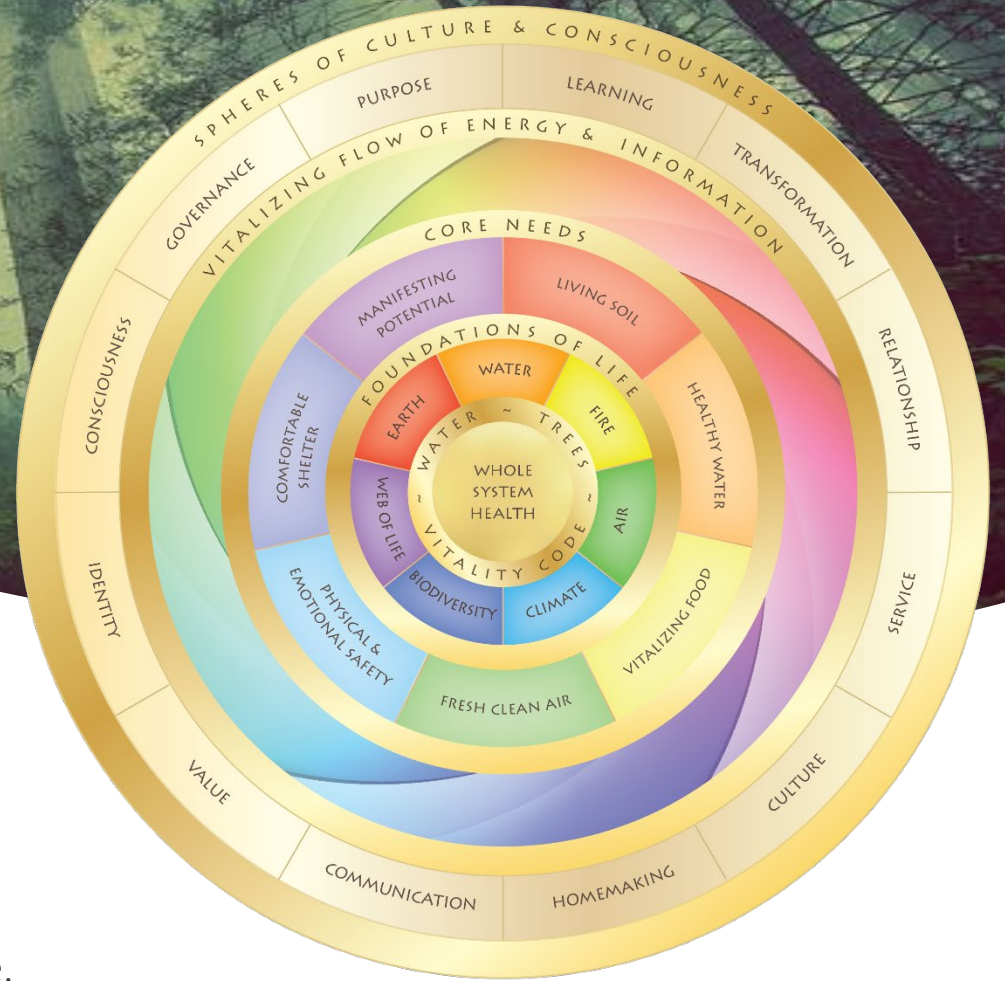 SPHERES OF CULTURE & CONSCIOUSNESS
PURPOSE
LEARNING
TRANSFORMATION
RELATIONSHIP
SERVICE
CULTURE
HOMEMAKING
COMMUNICATION
VALUE
IDENTITY
CONSCIOUSNESS
GOVERNANCE
VITALIZING FLOW OF ENERGY & INFORMATION
CORE NEEDS
LIVING SOIL
HEALTHY WATER
VITALIZING FOOD
FRESH CLEAN AIR
PHYSICAL &
EMOTIONAL SAFETY
COMFORTABLE
SHELTER
MANIFESTING
POTENTIAL
FOUNDATIONS OF LIFE
WATER
FIRE
AIR
CLIMATE
BIODIVERSITY
WEB OF LIFE
EARTH
~ WATER ~ TREES ~
VITALITY CODE
WHOLE
SYSTEM
HEALTH